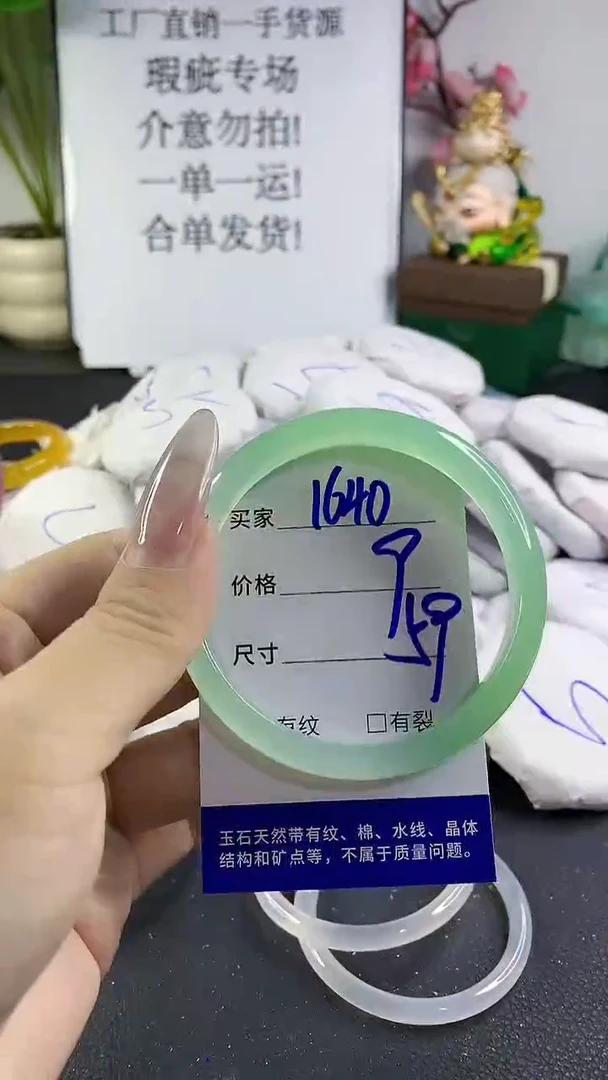 工厂直销一手货源
瑕疵专场
介意勿拍!
一单一运!
合单发货!
买家 1640
价格
尺寸 59
有纹 □有裂
玉石天然带有纹、棉、水线、晶体
结构和矿点等，不属于质量问题。